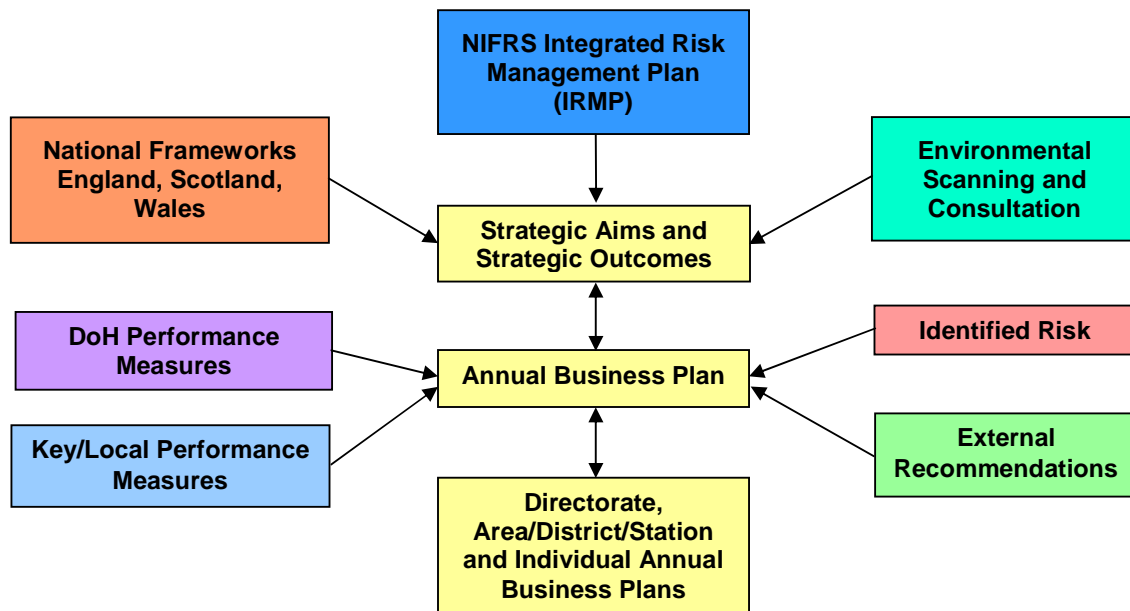 NIFRS Integrated Risk
Management Plan
(IRMP)
National Frameworks
England, Scotland,
Wales
Environmental
Scanning and
Consultation
Strategic Aims and
Strategic Outcomes
DoH Performance
Measures
Identified Risk
Annual Business Plan
Key/Local Performance
Measures
External
Recommendations
Directorate,
Area/District/Station
and Individual Annual
Business Plans